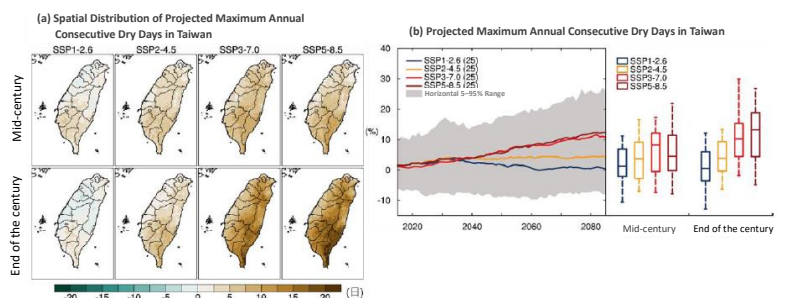 (a) Spatial Distribution of Projected Maximum Annual
Consecutive Dry Days in Taiwan
SSP1-2.6 SSP2-4.5 SSP3-7.0 SSP5-8.5
Mid-century
End of the century
-20 -15 -10 -5 0 5 10 15 20 (日)
(b) Projected Maximum Annual Consecutive Dry Days in Taiwan
40
30
20
10
0
-10
(%)
SSP1-2.6 (25)
SSP2-4.5 (25)
SSP3-7.0 (25)
SSP5-8.5 (25)
Horizontal 5–95% Range
2020 2040 2060 2080
SSP1-2.6
SSP2-4.5
SSP3-7.0
SSP5-8.5
Mid-century End of the century